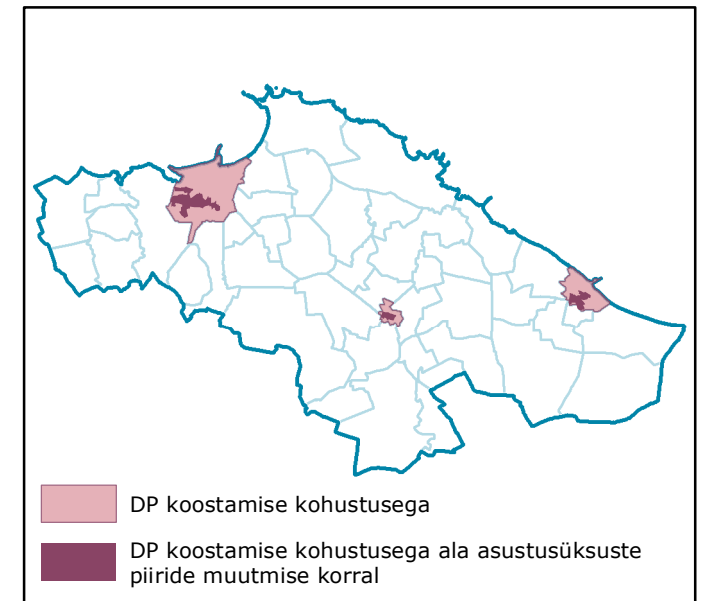 DP koostamise kohustusega
DP koostamise kohustusega ala asustusüksuste
piiride muutmise korral